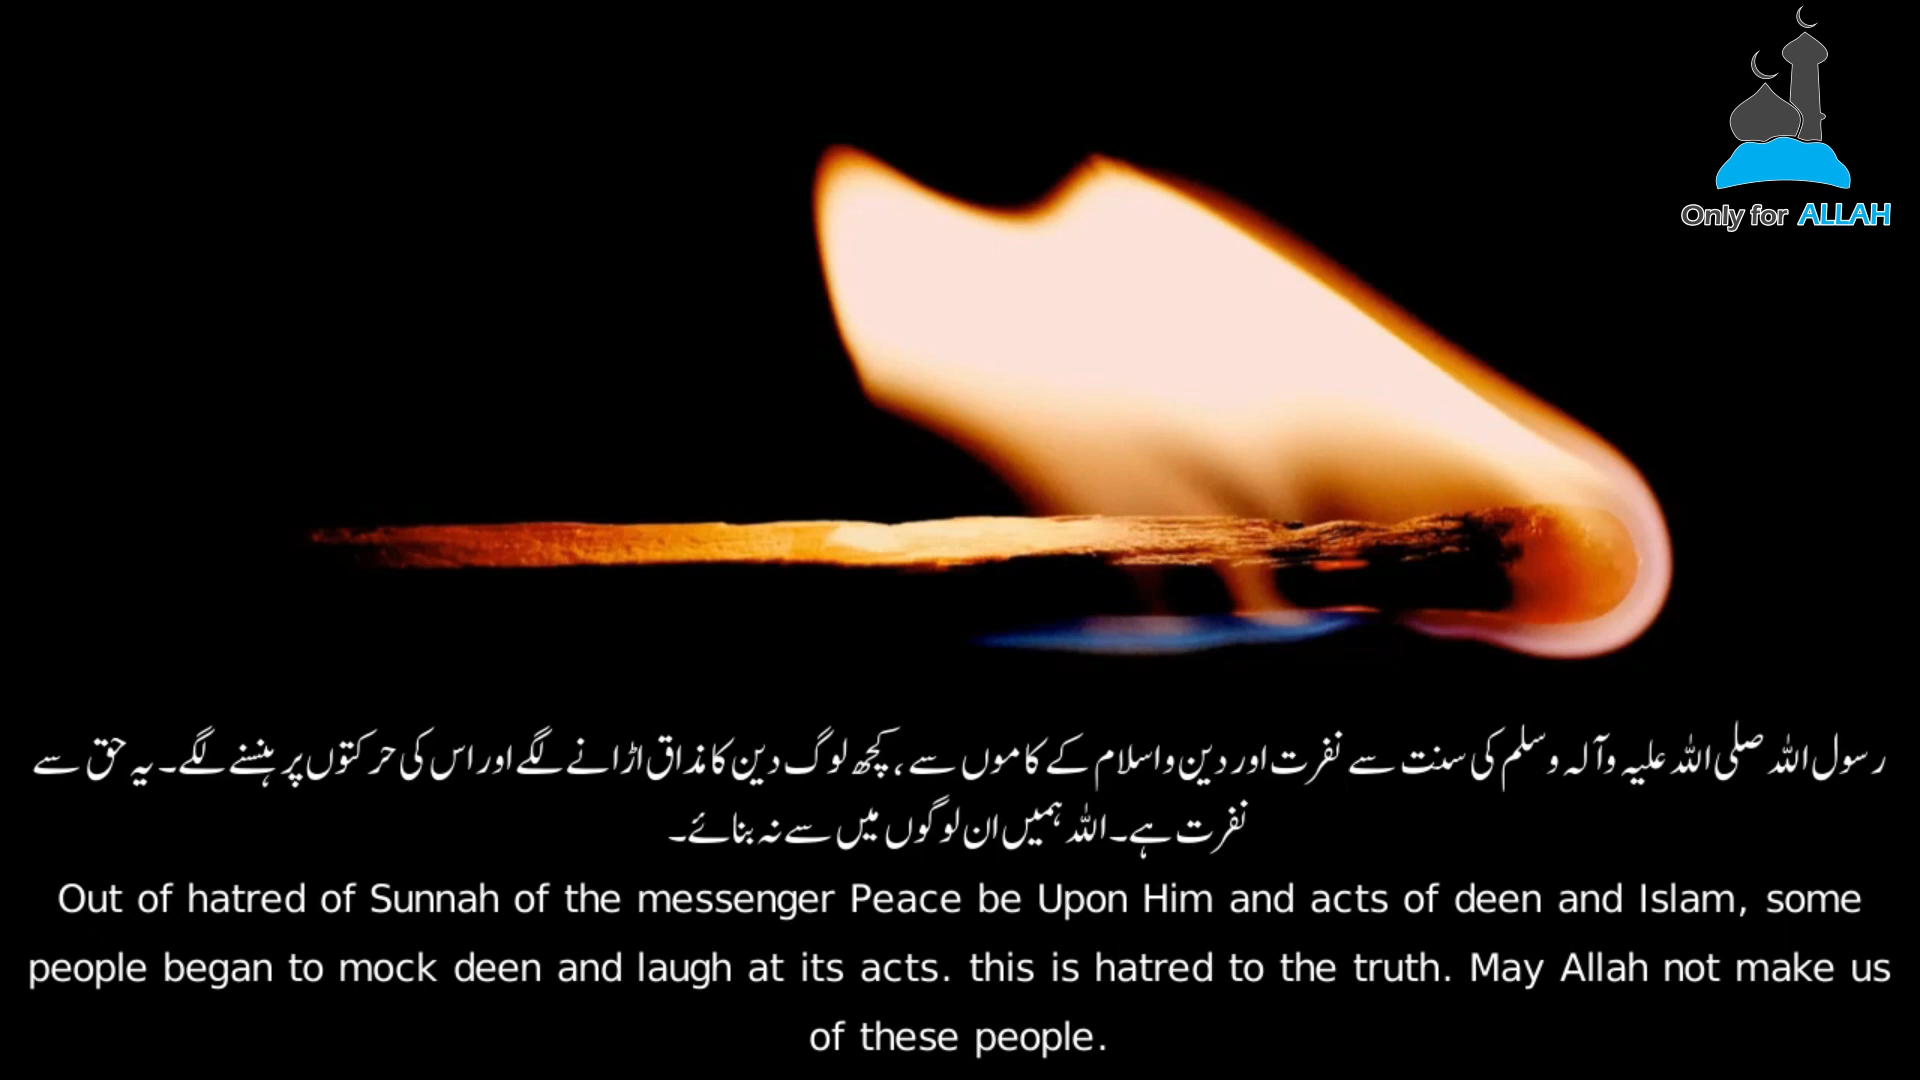 Only for ALLAH
رسول اللہ صلی اللہ علیہ وآلہ وسلم کی سنت سے نفرت اور دین واسلام کے کاموں سے، کچھ لوگ دین کا مذاق اڑانے لگے اور اس کی حرکتوں پر ہنسنے لگے۔ یہ حق سے
نفرت ہے۔ اللہ ہمیں ان لوگوں میں سے نہ بنائے۔
Out of hatred of Sunnah of the messenger Peace be Upon Him and acts of deen and Islam, some
people began to mock deen and laugh at its acts. this is hatred to the truth. May Allah not make us
of these people.